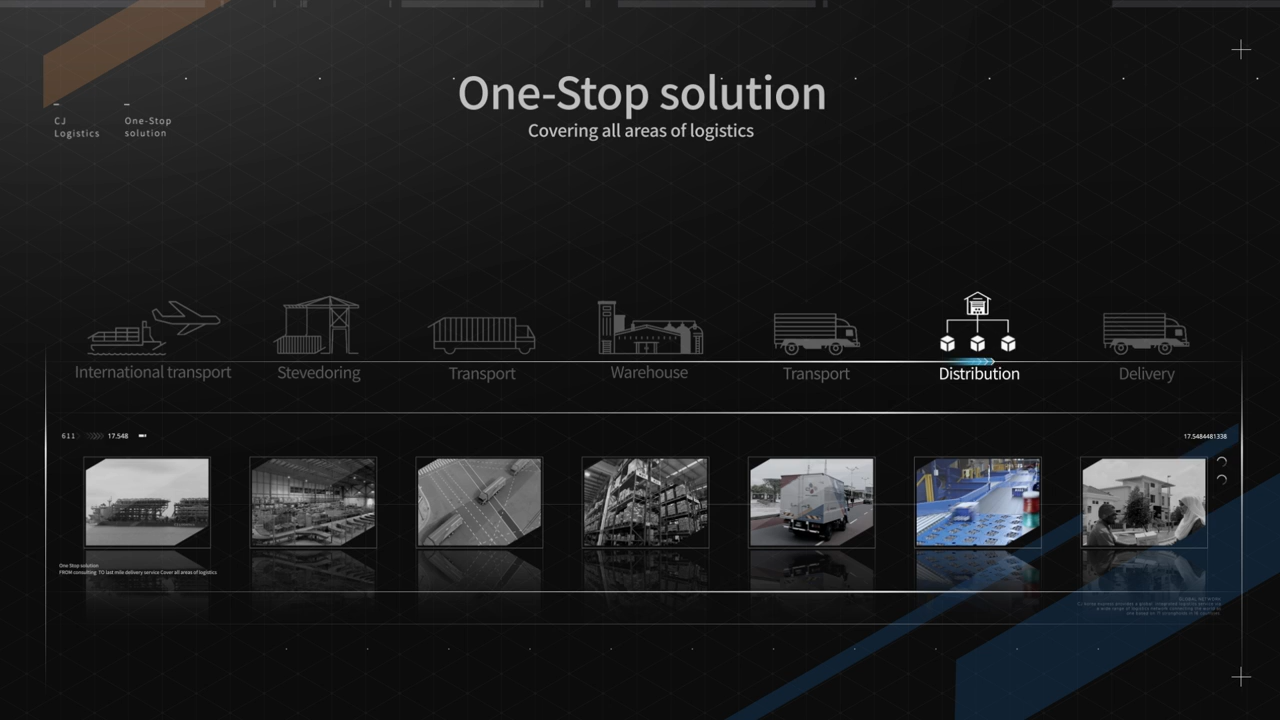 One-Stop solution
Covering all areas of logistics
CJ
Logistics
One-Stop
solution
International transport
Stevedoring
Transport
Warehouse
Transport
Distribution
Delivery
611
17.548
17.5484481338
One Stop solution
FROM consulting TO last mile delivery service Cover all areas of logistics
GLOBAL NETWORK